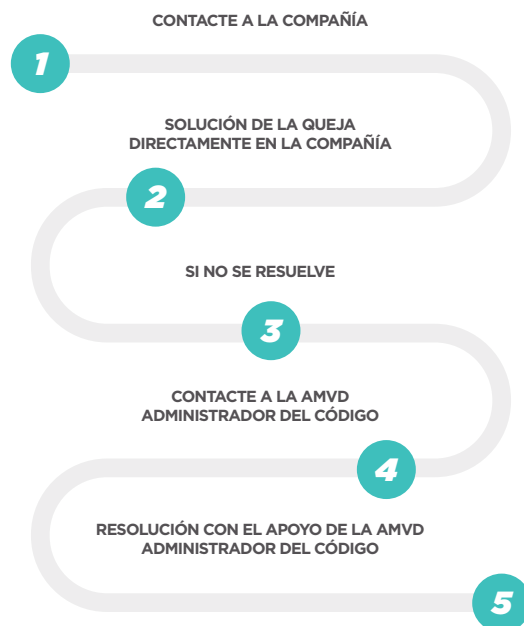 CONTACTE A LA COMPAÑÍA
1
SOLUCIÓN DE LA QUEJA
DIRECTAMENTE EN LA COMPAÑÍA
2
SI NO SE RESUELVE
3
CONTACTE A LA AMVD
ADMINISTRADOR DEL CÓDIGO
4
RESOLUCIÓN CON EL APOYO DE LA AMVD
ADMINISTRADOR DEL CÓDIGO
5